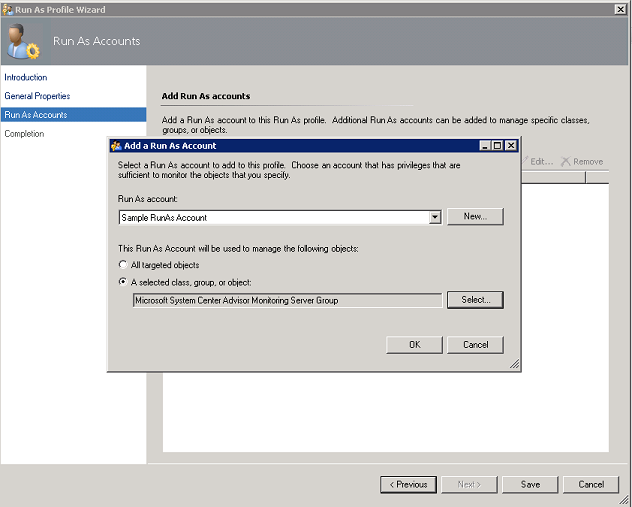 Run As Profile Wizard
Run As Accounts
Introduction
General Properties
Run As Accounts
Completion
Add Run As accounts
Add a Run As account to this Run As profile.  Additional Run As accounts can be added to manage specific classes,
groups, or objects.
Edit...
Remove
Add a Run As Account
Select a Run As account to add to this profile.  Choose an account that has privileges that are
sufficient to monitor the objects that you specify.
Run As account:
Sample RunAs Account
New...
This Run As Account will be used to manage the following objects:
All targeted objects
A selected class, group, or object:
Microsoft System Center Advisor Monitoring Server Group
Select...
OK
Cancel
< Previous
Next >
Save
Cancel